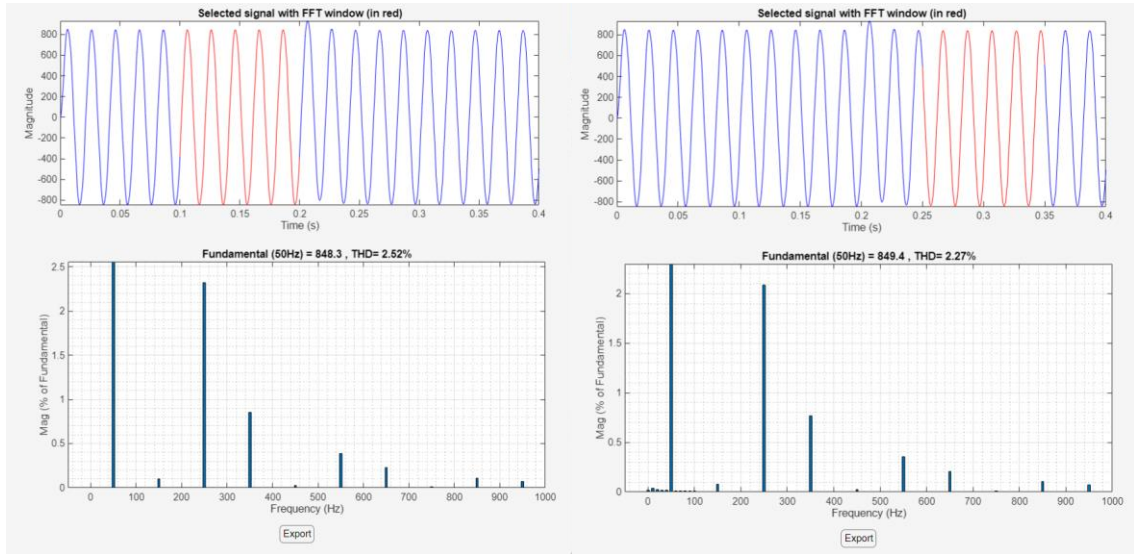 Selected signal with FFT window (in red)
800
600
400
200
0
-200
-400
-600
-800
Magnitude
0 0.05 0.1 0.15 0.2 0.25 0.3 0.35 0.4
Time (s)
Fundamental (50Hz) = 848.3 , THD= 2.52%
2.5
2
1.5
1
0.5
0
Mag (% of Fundamental)
0 100 200 300 400 500 600 700 800 900 1000
Frequency (Hz)
Export
Selected signal with FFT window (in red)
800
600
400
200
0
-200
-400
-600
-800
Magnitude
0 0.05 0.1 0.15 0.2 0.25 0.3 0.35 0.4
Time (s)
Fundamental (50Hz) = 849.4 , THD= 2.27%
2
1.5
1
0.5
0
Mag (% of Fundamental)
0 100 200 300 400 500 600 700 800 900 1000
Frequency (Hz)
Export